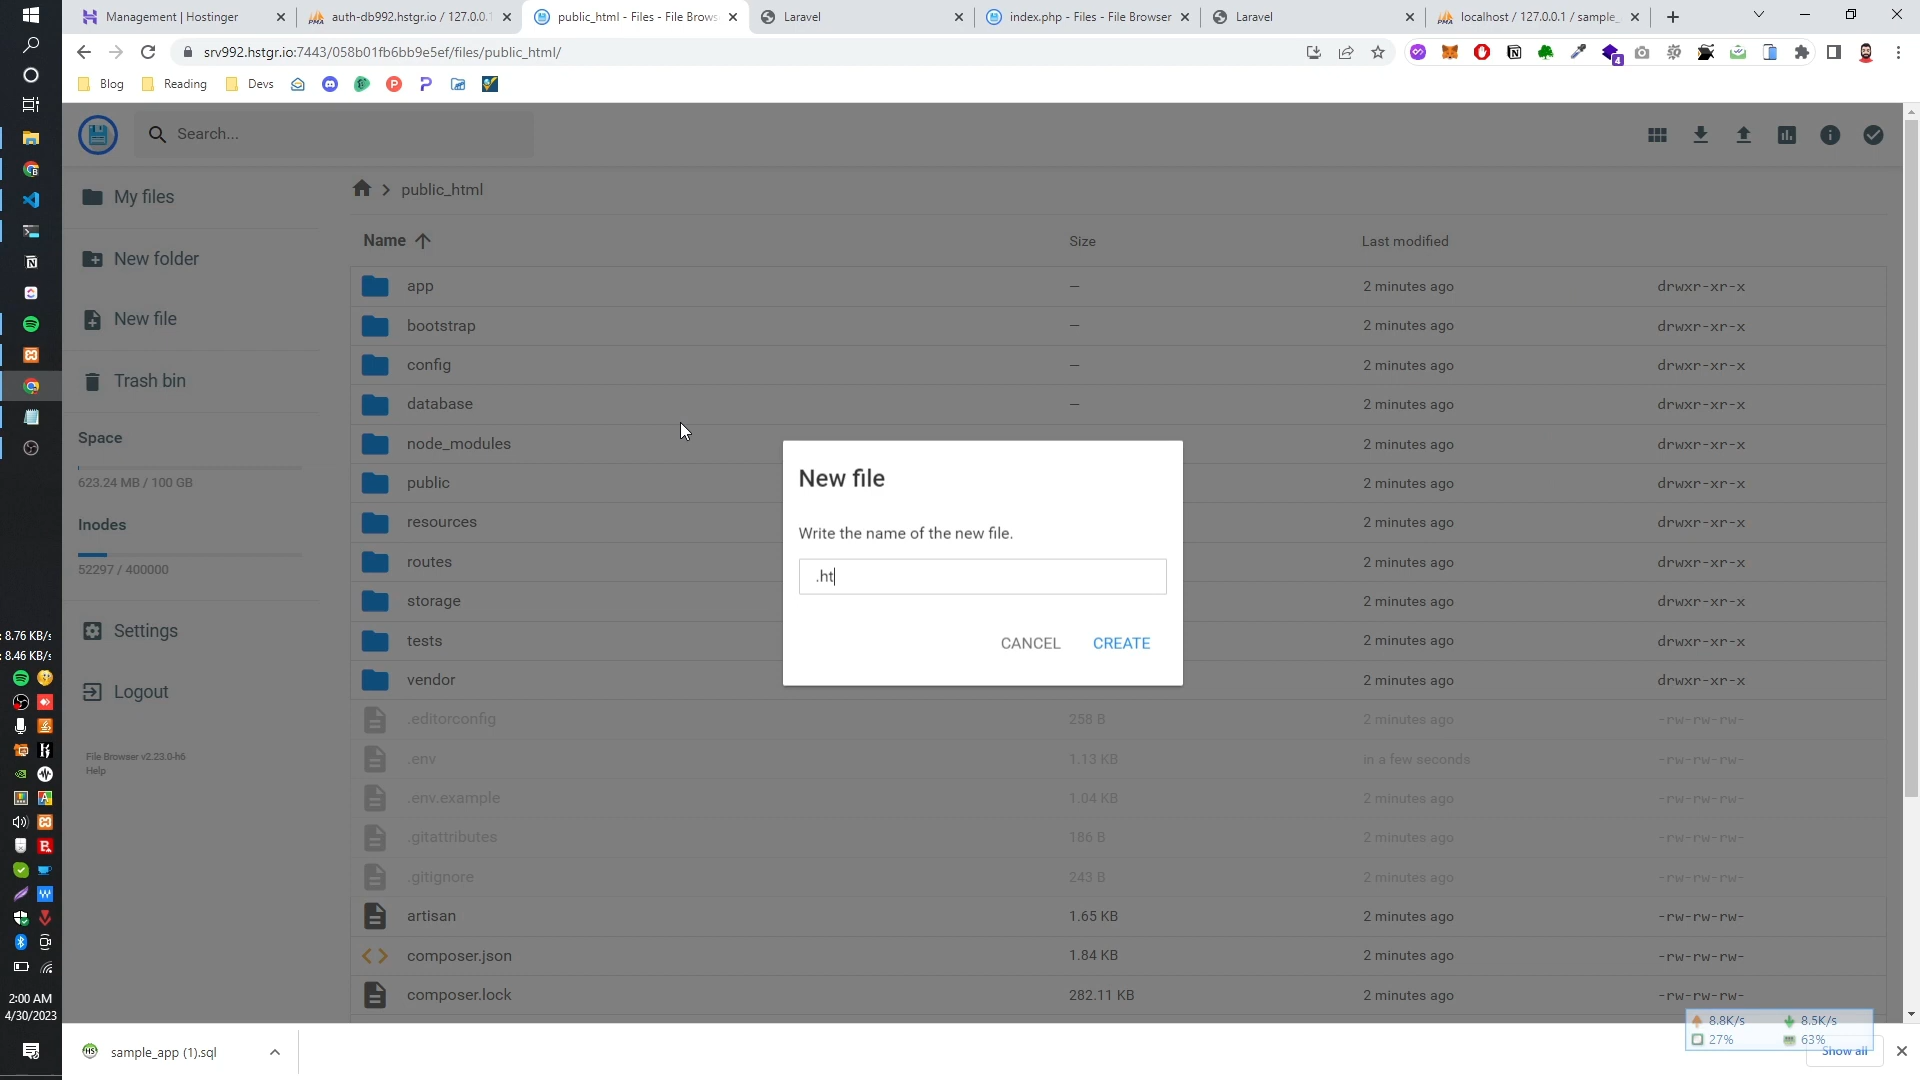 Management | Hostinger
auth-db992.hstgr.io / 127.0.0.1
public_html - Files - File Brows
Laravel
index.php - Files - File Browser
Laravel
localhost / 127.0.0.1 / sample_
srv992.hstgr.io:7443/058b01fb6bb9e5ef/files/public_html/
4
Blog
Reading
Devs
Search...
My files
New folder
New file
Trash bin
Space
623.24 MB / 100 GB
Inodes
52297 / 400000
Settings
Logout
File Browser v2.23.0-h6
Help
public_html
Name Size Last modified
app — 2 minutes ago drwxr-xr-x
bootstrap — 2 minutes ago drwxr-xr-x
config — 2 minutes ago drwxr-xr-x
database — 2 minutes ago drwxr-xr-x
node_modules 2 minutes ago drwxr-xr-x
public 2 minutes ago drwxr-xr-x
resources 2 minutes ago drwxr-xr-x
routes 2 minutes ago drwxr-xr-x
storage 2 minutes ago drwxr-xr-x
tests 2 minutes ago drwxr-xr-x
vendor 2 minutes ago drwxr-xr-x
.editorconfig 258 B 2 minutes ago -rw-rw-rw-
.env 1.13 KB in a few seconds -rw-rw-rw-
.env.example 1.04 KB 2 minutes ago -rw-rw-rw-
.gitattributes 186 B 2 minutes ago -rw-rw-rw-
.gitignore 243 B 2 minutes ago -rw-rw-rw-
artisan 1.65 KB 2 minutes ago -rw-rw-rw-
composer.json 1.84 KB 2 minutes ago -rw-rw-rw-
composer.lock 282.11 KB 2 minutes ago -rw-rw-rw-
New file
Write the name of the new file.
.ht
CANCEL CREATE
: 8.76 KB/s
: 8.46 KB/s
2:00 AM
4/30/2023
sample_app (1).sql
8.8K/s 8.5K/s
27% 63%
Show all